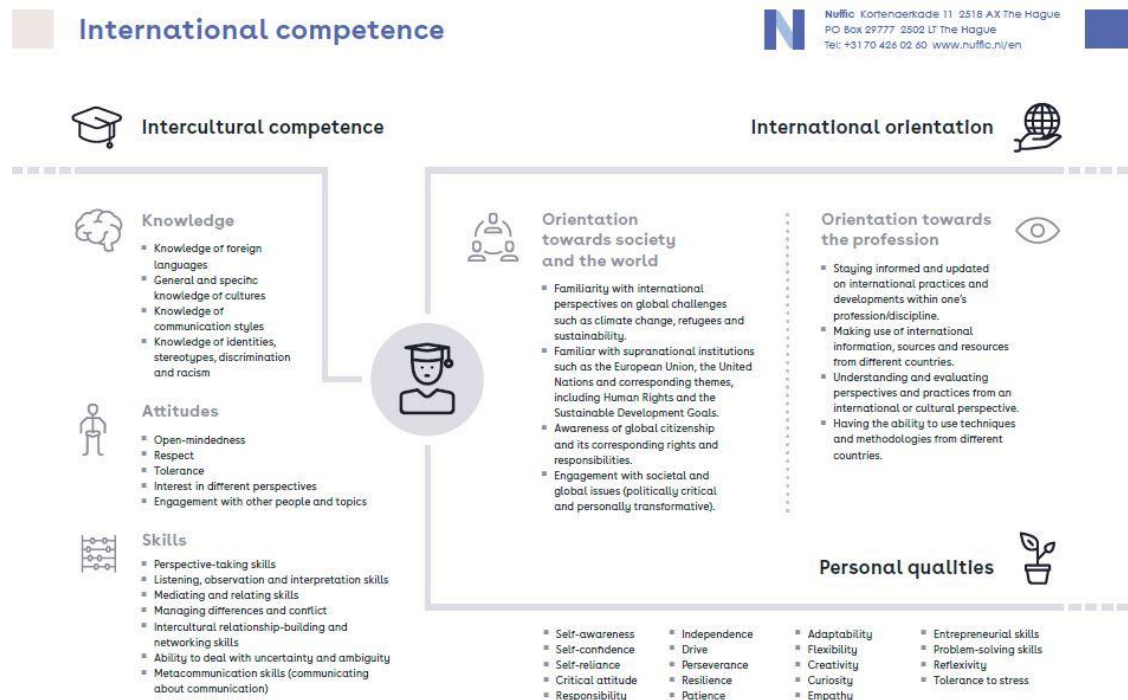 International competence
Nuffic Kortenaerkade 11 2518 AX The Hague
PO Box 29777 2502 LT The Hague
Tel: +31 70 426 02 60 www.nuffic.nl/en
Intercultural competence
International orientation
Knowledge
Knowledge of foreign
languages
General and specific
knowledge of cultures
Knowledge of
communication styles
Knowledge of identities,
stereotypes, discrimination
and racism
Attitudes
Open-mindedness
Respect
Tolerance
Interest in different perspectives
Engagement with other people and topics
Skills
Perspective-taking skills
Listening, observation and interpretation skills
Mediating and relating skills
Managing differences and conflict
Intercultural relationship-building and
networking skills
Ability to deal with uncertainty and ambiguity
Metacommunication skills (communicating
about communication)
Orientation
towards society
and the world
Familiarity with international
perspectives on global challenges
such as climate change, refugees and
sustainability.
Familiar with supranational institutions
such as the European Union, the United
Nations and corresponding themes,
including Human Rights and the
Sustainable Development Goals.
Awareness of global citizenship
and its corresponding rights and
responsibilities.
Engagement with societal and
global issues (politically critical
and personally transformative).
Orientation towards
the profession
Staying informed and updated
on international practices and
developments within one's
profession/discipline.
Making use of international
information, sources and resources
from different countries.
Understanding and evaluating
perspectives and practices from an
international or cultural perspective.
Having the ability to use techniques
and methodologies from different
countries.
Personal qualities
Self-awareness
Self-confidence
Self-reliance
Critical attitude
Responsibility
Independence
Drive
Perseverance
Resilience
Patience
Adaptability
Flexibility
Creativity
Curiosity
Empathy
Entrepreneurial skills
Problem-solving skills
Reflexivity
Tolerance to stress